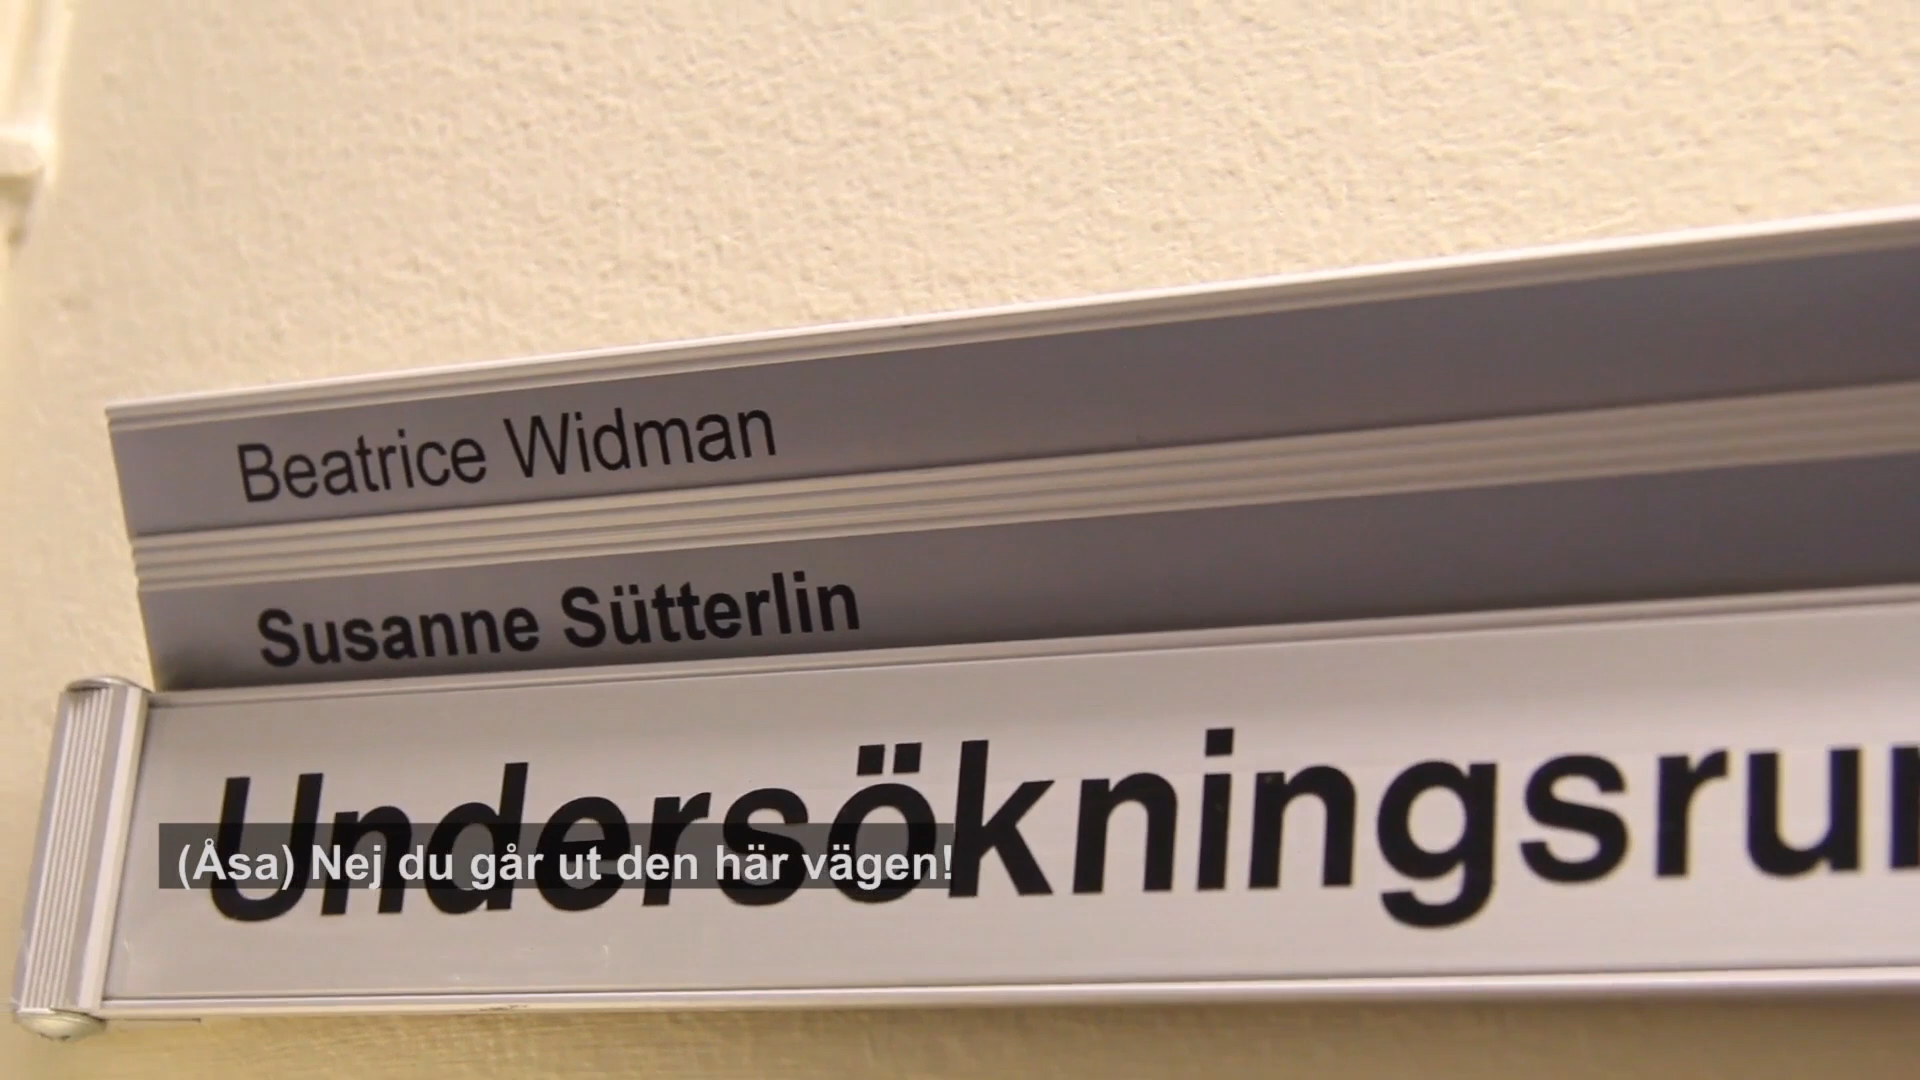 Beatrice Widman
Susanne Sütterlin
Undersökningsru
(Åsa) Nej du går ut den här vägen!